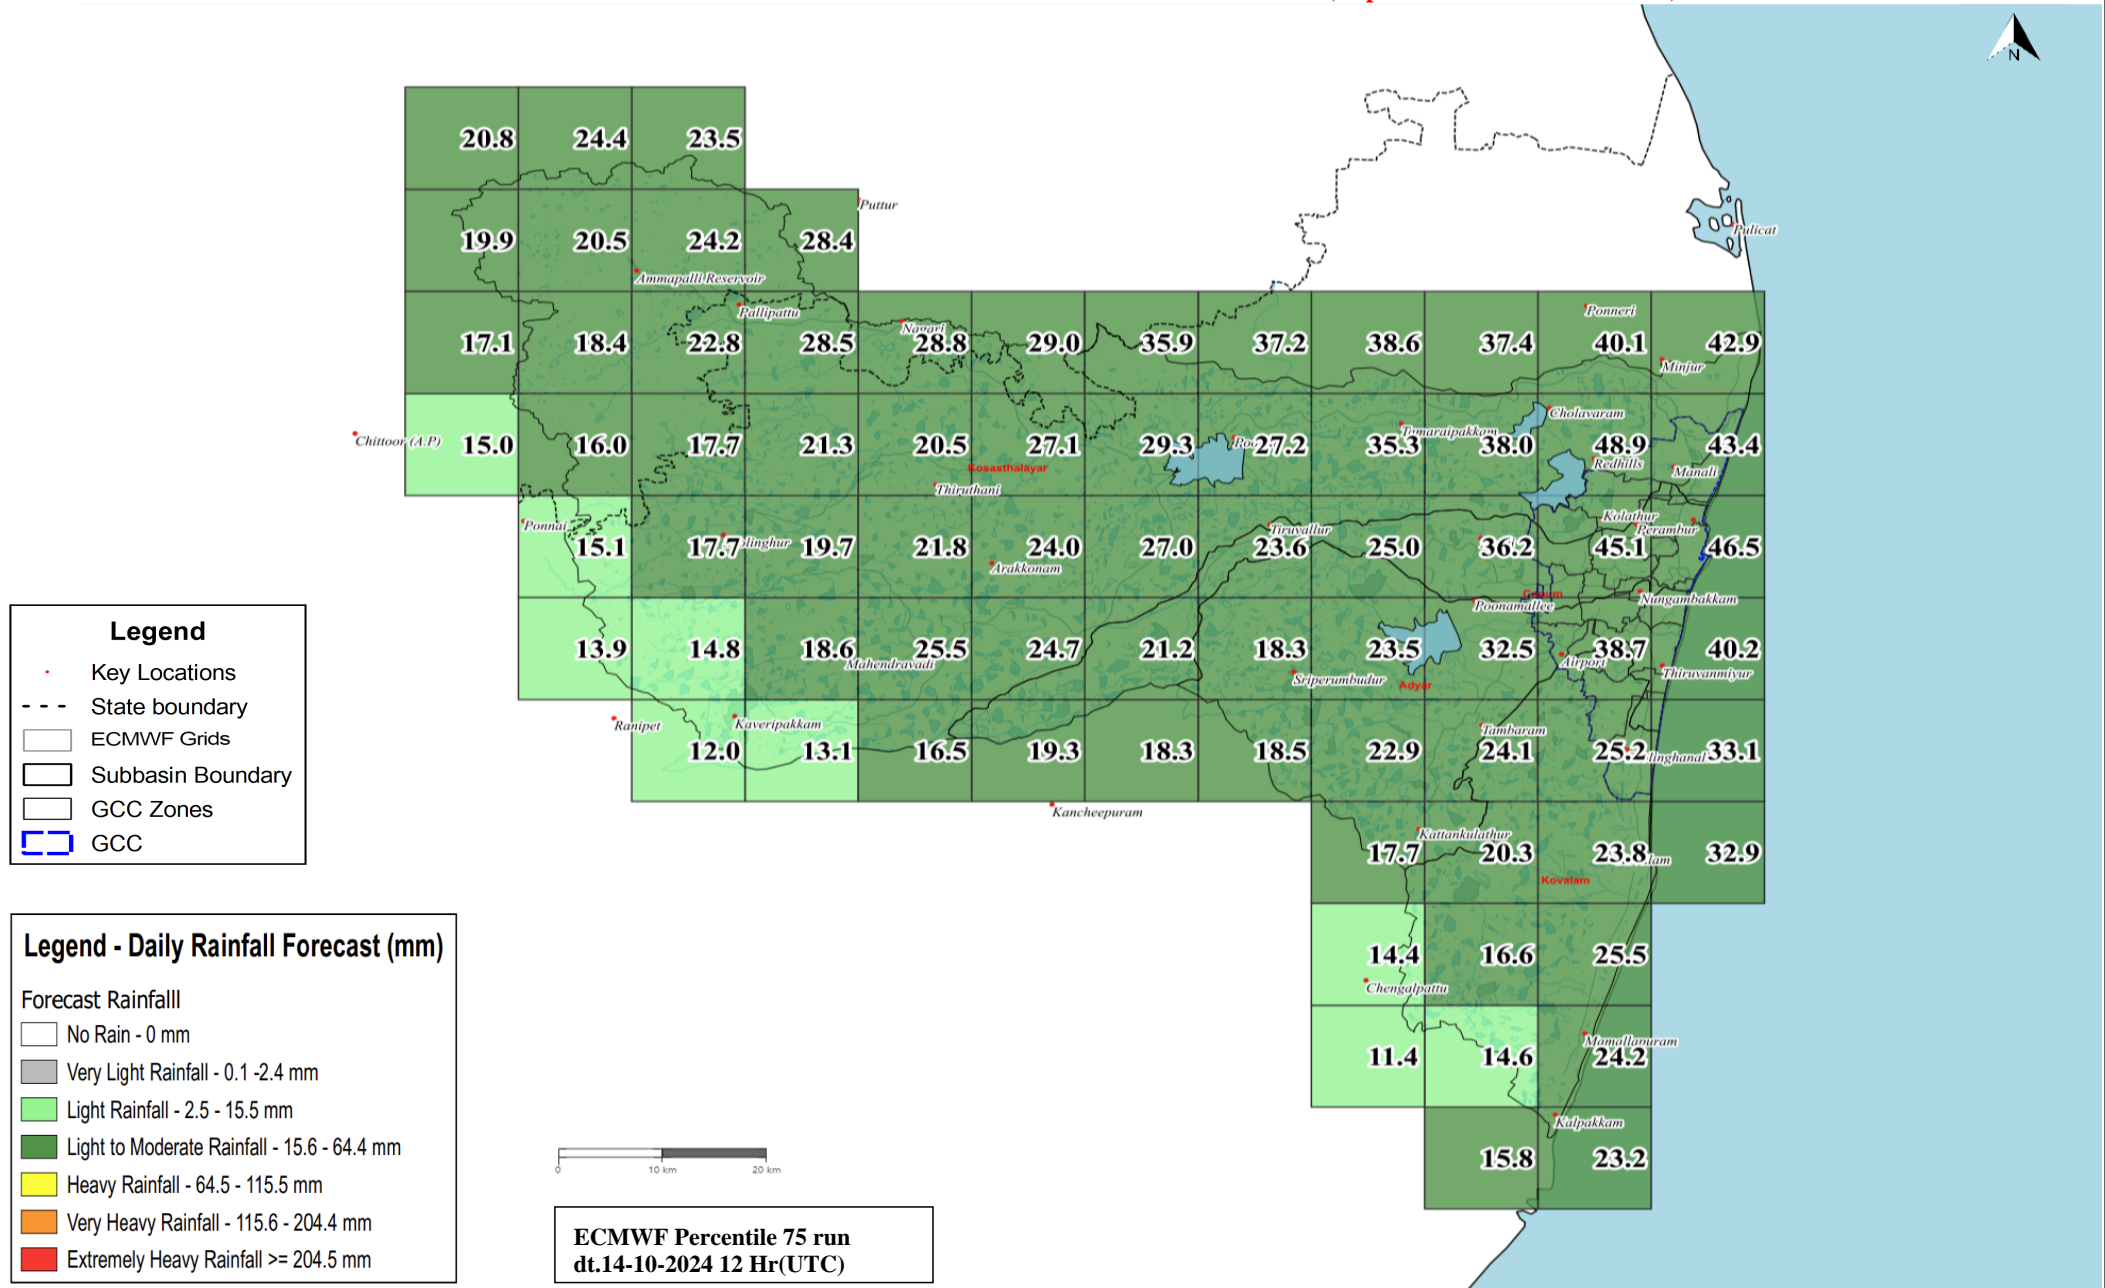 N
20.8 24.4 23.5
Puttur
19.9 20.5 24.2 28.4
Pulicat
Ammapalli Reservoir
Pallipattu
Ponneri
Nagari
17.1 18.4 22.8 28.5 28.8 29.0 35.9 37.2 38.6 37.4 40.1 42.9
Minjur
Cholavaram
Tamaraipakkam
Chittoor (A.P)
15.0 16.0 17.7 21.3 20.5 27.1 29.3 27.2 35.3 38.0 48.9 43.4
Redhills
Kosasthalayar
Manali
Thiruthani
Kolathur
Ponnai
Tiruvallur
Perambur
15.1 17.7 19.7 21.8 24.0 27.0 23.6 25.0 36.2 45.1 46.5
Arakkonam
Nungambakkam
Poonamallee
13.9 14.8 18.6 25.5 24.7 21.2 18.3 23.5 32.5 38.7 40.2
Mahendravadi
Airport
Sriperumbudur
Thiruvanmiyur
Adyar
Ranipet
Kaveripakkam
Tambaram
12.0 13.1 16.5 19.3 18.3 18.5 22.9 24.1 25.2 33.1
Kancheepuram
Kattankulathur
17.7 20.3 23.8 32.9
Kovalam
14.4 16.6 25.5
Chengalpattu
Mamallapuram
11.4 14.6 24.2
Kalpakkam
15.8 23.2
Legend
Key Locations
State boundary
ECMWF Grids
Subbasin Boundary
GCC Zones
GCC
Legend - Daily Rainfall Forecast (mm)
Forecast Rainfalll
No Rain - 0 mm
Very Light Rainfall - 0.1 -2.4 mm
Light Rainfall - 2.5 - 15.5 mm
Light to Moderate Rainfall - 15.6 - 64.4 mm
Heavy Rainfall - 64.5 - 115.5 mm
Very Heavy Rainfall - 115.6 - 204.4 mm
Extremely Heavy Rainfall >= 204.5 mm
0 10 km 20 km
ECMWF Percentile 75 run
dt.14-10-2024 12 Hr(UTC)